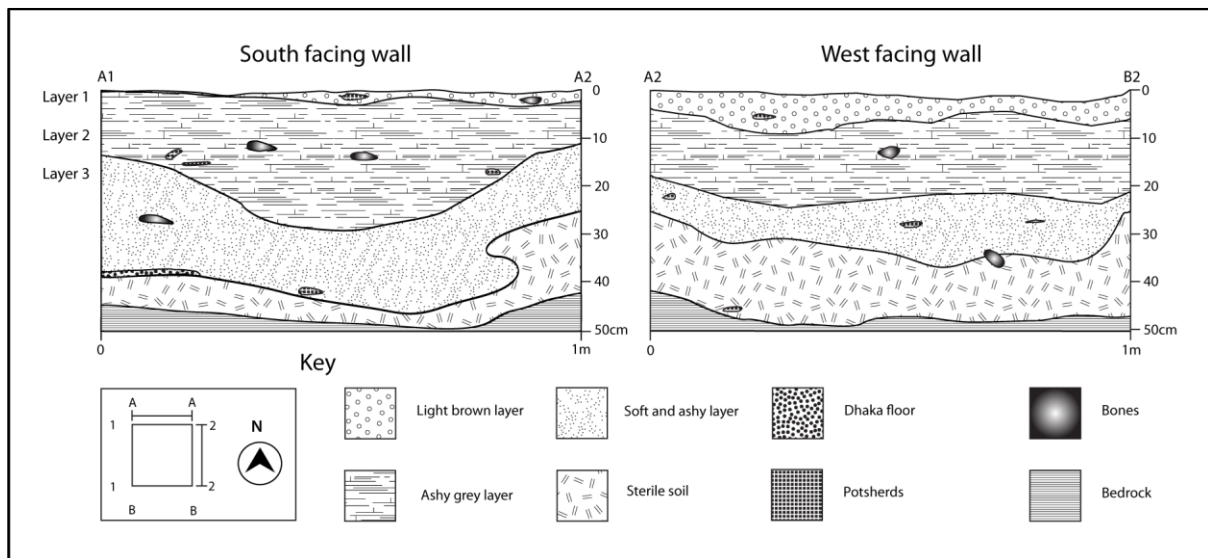 South facing wall
West facing wall
A1
A2
A2
B2
Layer 1
Layer 2
Layer 3
0
10
20
30
40
50cm
0
10
20
30
40
50cm
0
1m
0
1m
Key
A
A
1
2
1
2
B
B
N
Light brown layer
Soft and ashy layer
Dhaka floor
Bones
Ashy grey layer
Sterile soil
Potsherds
Bedrock